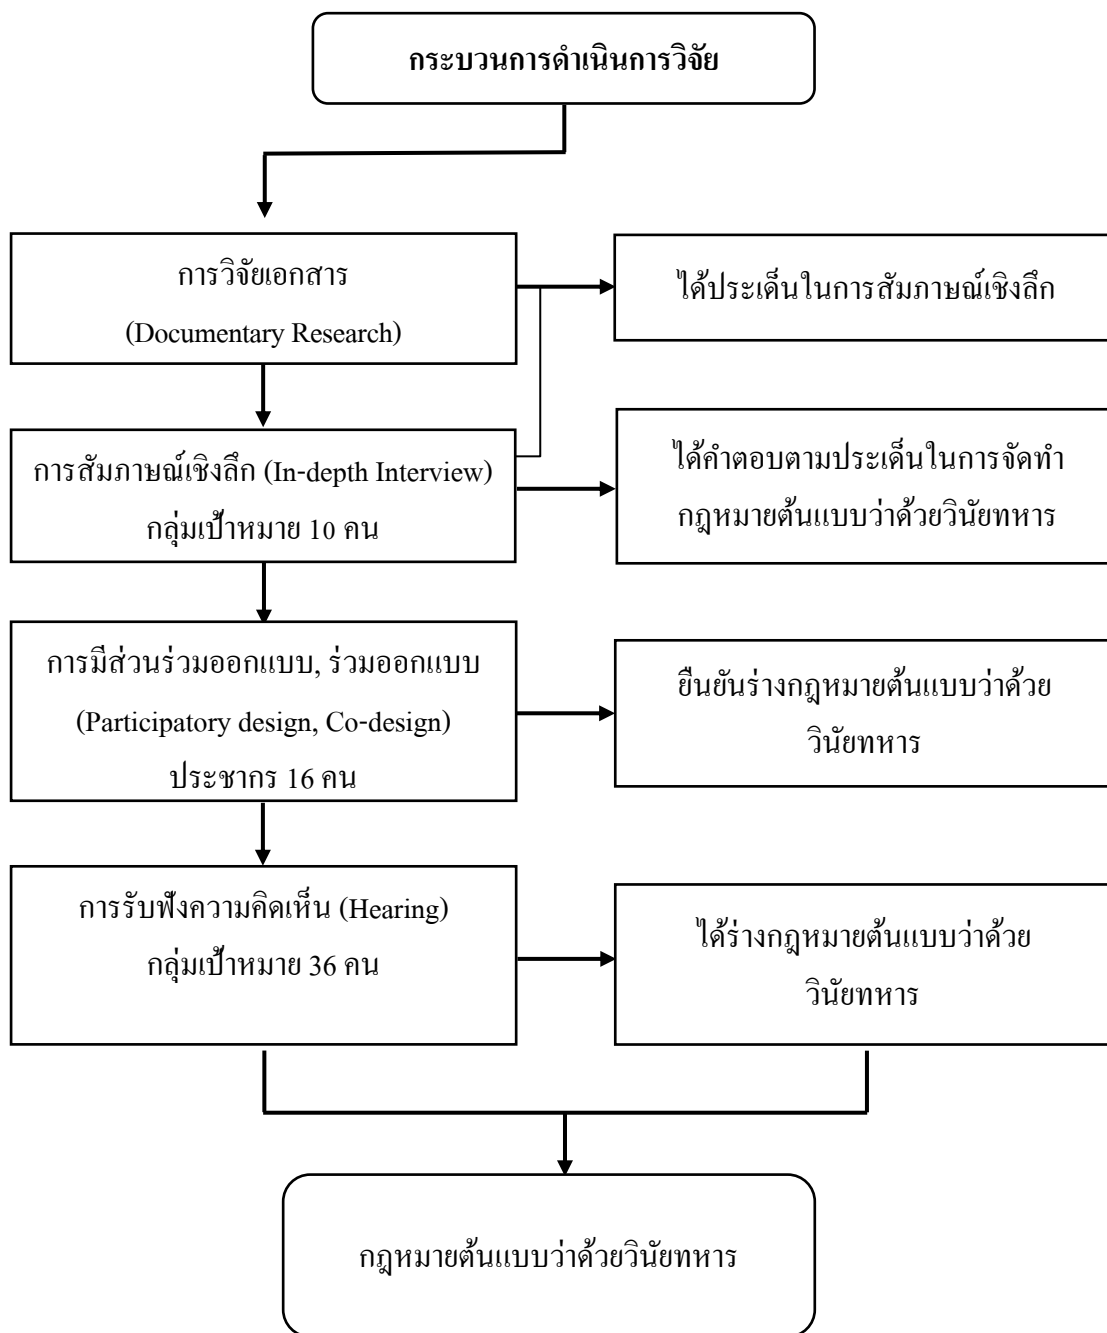 กระบวนการดำเนินการวิจัย
การวิจัยเอกสาร
(Documentary Research)
ได้ประเด็นในการสัมภาษณ์เชิงลึก
การสัมภาษณ์เชิงลึก (In-depth Interview)
กลุ่มเป้าหมาย 10 คน
ได้คำตอบตามประเด็นในการจัดทำ
กฎหมายต้นแบบว่าด้วยวินัยทหาร
การมีส่วนร่วมออกแบบ, ร่วมออกแบบ
(Participatory design, Co-design)
ประชากร 16 คน
ยืนยันร่างกฎหมายต้นแบบว่าด้วย
วินัยทหาร
การรับฟังความคิดเห็น (Hearing)
กลุ่มเป้าหมาย 36 คน
ได้ร่างกฎหมายต้นแบบว่าด้วย
วินัยทหาร
กฎหมายต้นแบบว่าด้วยวินัยทหาร